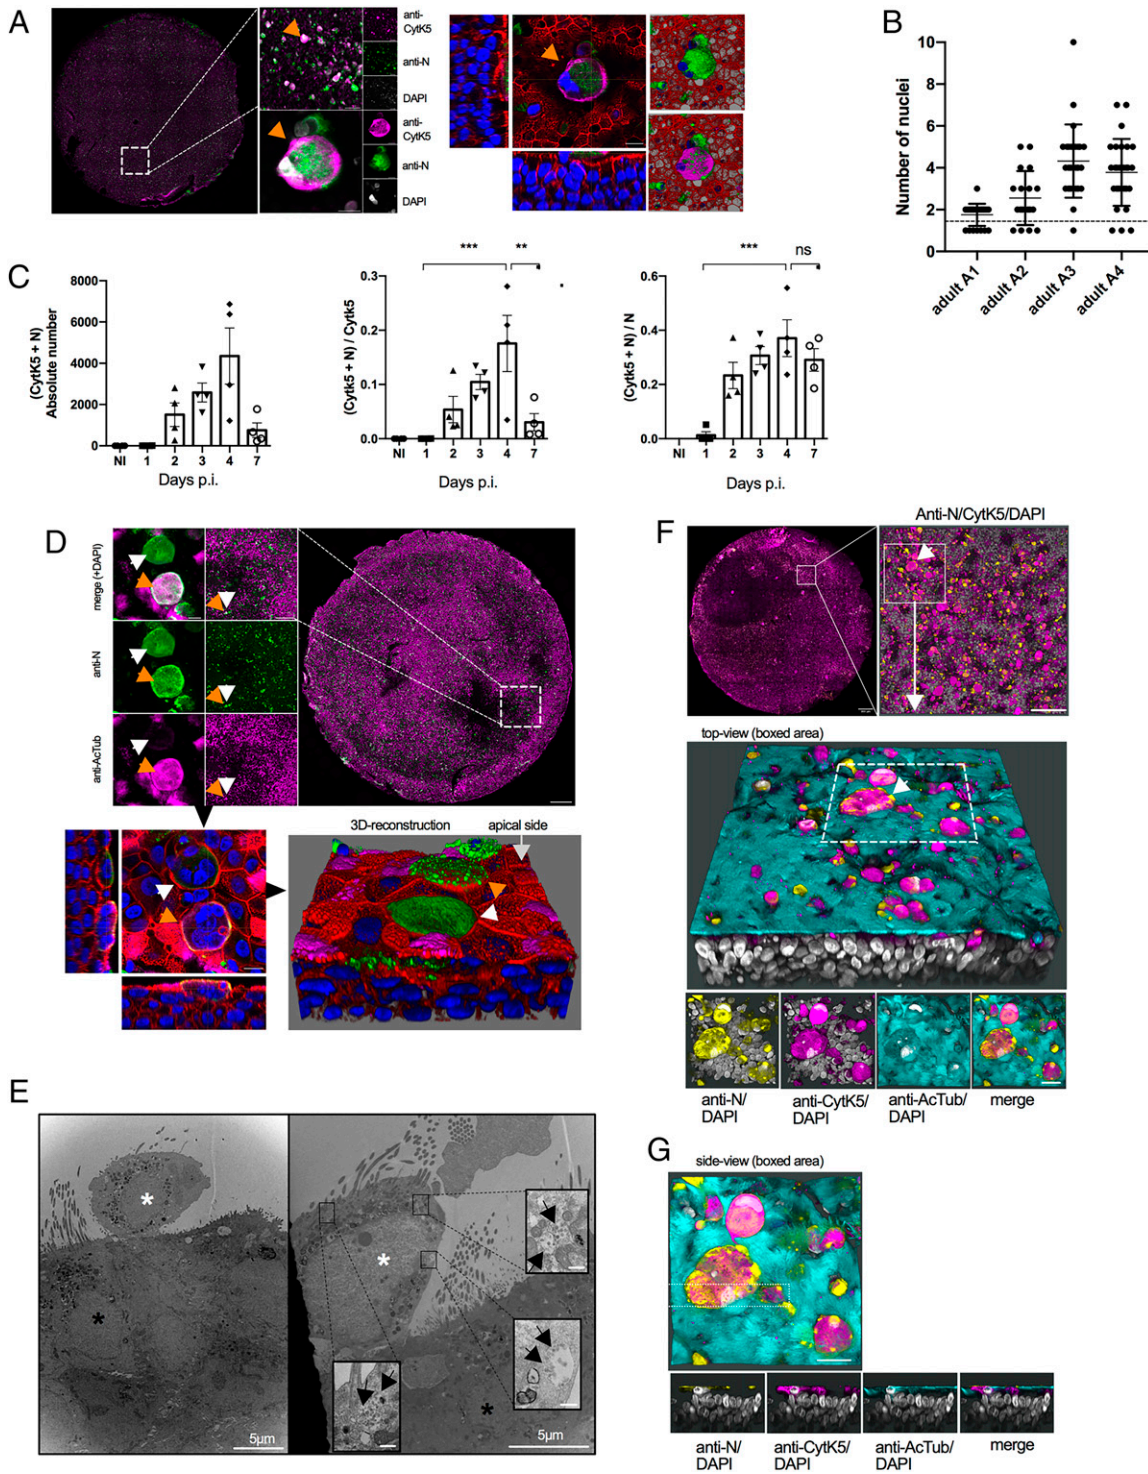 A
anti-
CytK5
anti-N
DAPI
anti-
CytK5
anti-N
DAPI
B
Number of nuclei
10
8
6
4
2
0
adult A1
adult A2
adult A3
adult A4
C
(CytK5 + N)
Absolute number
8000
6000
4000
2000
0
NI 1 2 3 4 7
Days p.i.
(Cytk5 + N) / Cytk5
0.3
0.2
0.1
0.0
*** **
NI 1 2 3 4 7
Days p.i.
(Cytk5 + N) / N
0.6
0.4
0.2
0.0
*** ns
NI 1 2 3 4 7
Days p.i.
D
merge (+DAPI)
anti-N
anti-AcTub
3D-reconstruction
apical side
E
*
*
5µm
*
*
5µm
F
Anti-N/CytK5/DAPI
top-view (boxed area)
anti-N/
DAPI
anti-CytK5/
DAPI
anti-AcTub/
DAPI
merge
G
side-view (boxed area)
anti-N/
DAPI
anti-CytK5/
DAPI
anti-AcTub/
DAPI
merge